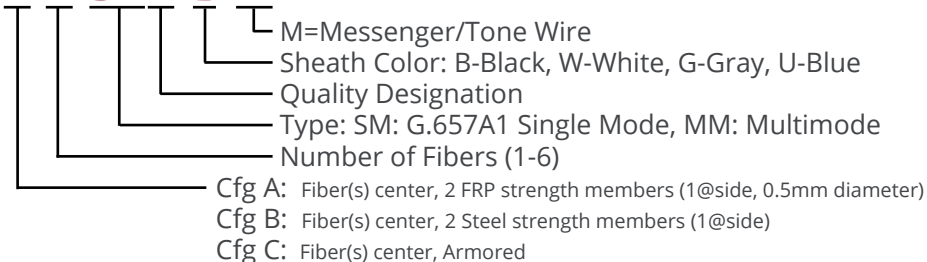 M=Messenger/Tone Wire
Sheath Color: B-Black, W-White, G-Gray, U-Blue
Quality Designation
Type: SM: G.657A1 Single Mode, MM: Multimode
Number of Fibers (1-6)
Cfg A: Fiber(s) center, 2 FRP strength members (1@side, 0.5mm diameter)
Cfg B: Fiber(s) center, 2 Steel strength members (1@side)
Cfg C: Fiber(s) center, Armored